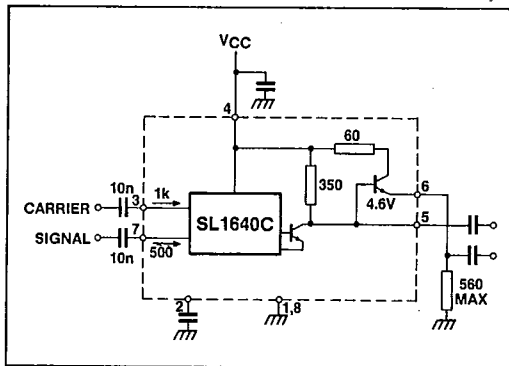 VCC
4
60
350
10n
3
1k
CARRIER
SL1640C
4.6V
6
5
SIGNAL
7
500
10n
560
MAX
2
1,8